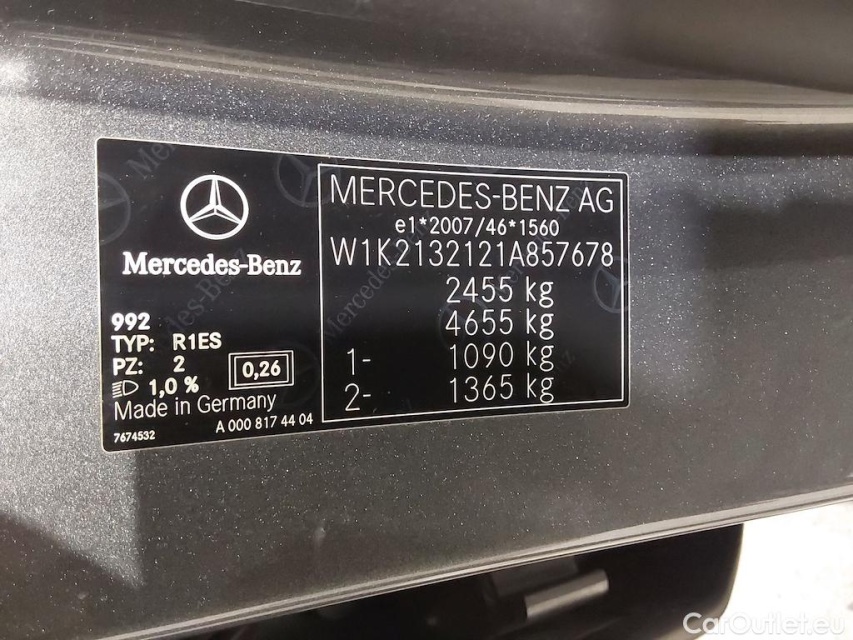 Mercedes-Benz
992
TYP: R1ES
PZ: 2
1,0 %
0,26
Made in Germany
7674532
A 000 817 44 04
MERCEDES-BENZ AG
e1*2007/46*1560
W1K2132121A857678
2455 kg
4655 kg
1- 1090 kg
2- 1365 kg
CarOutlet.eu